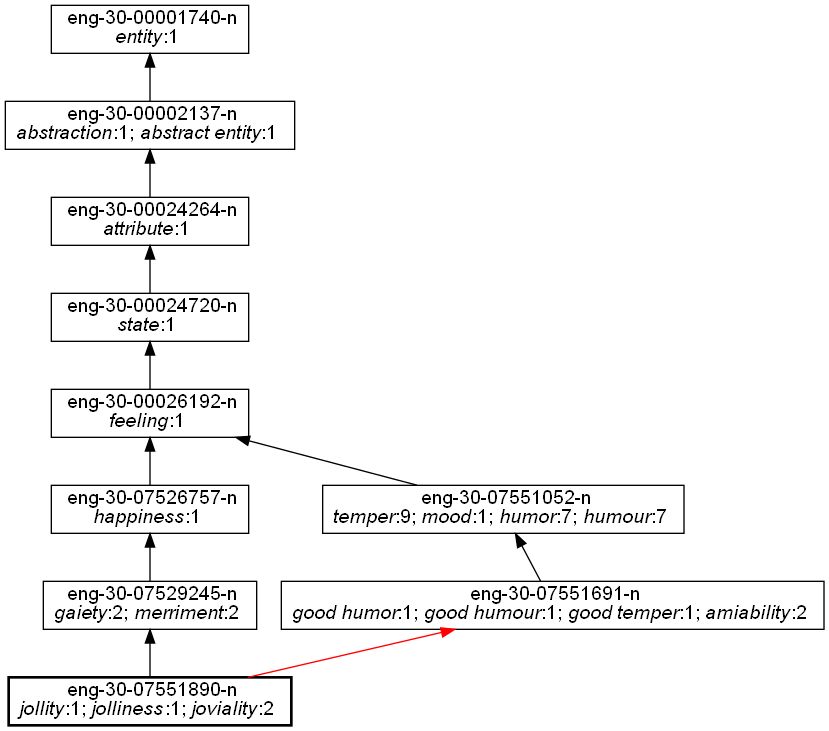 eng-30-00001740-n
entity:1
eng-30-00002137-n
abstraction:1; abstract entity:1
eng-30-00024264-n
attribute:1
eng-30-00024720-n
state:1
eng-30-00026192-n
feeling:1
eng-30-07526757-n
happiness:1
eng-30-07551052-n
temper:9; mood:1; humor:7; humour:7
eng-30-07529245-n
gaiety:2; merriment:2
eng-30-07551691-n
good humor:1; good humour:1; good temper:1; amiability:2
eng-30-07551890-n
jollity:1; jolliness:1; joviality:2